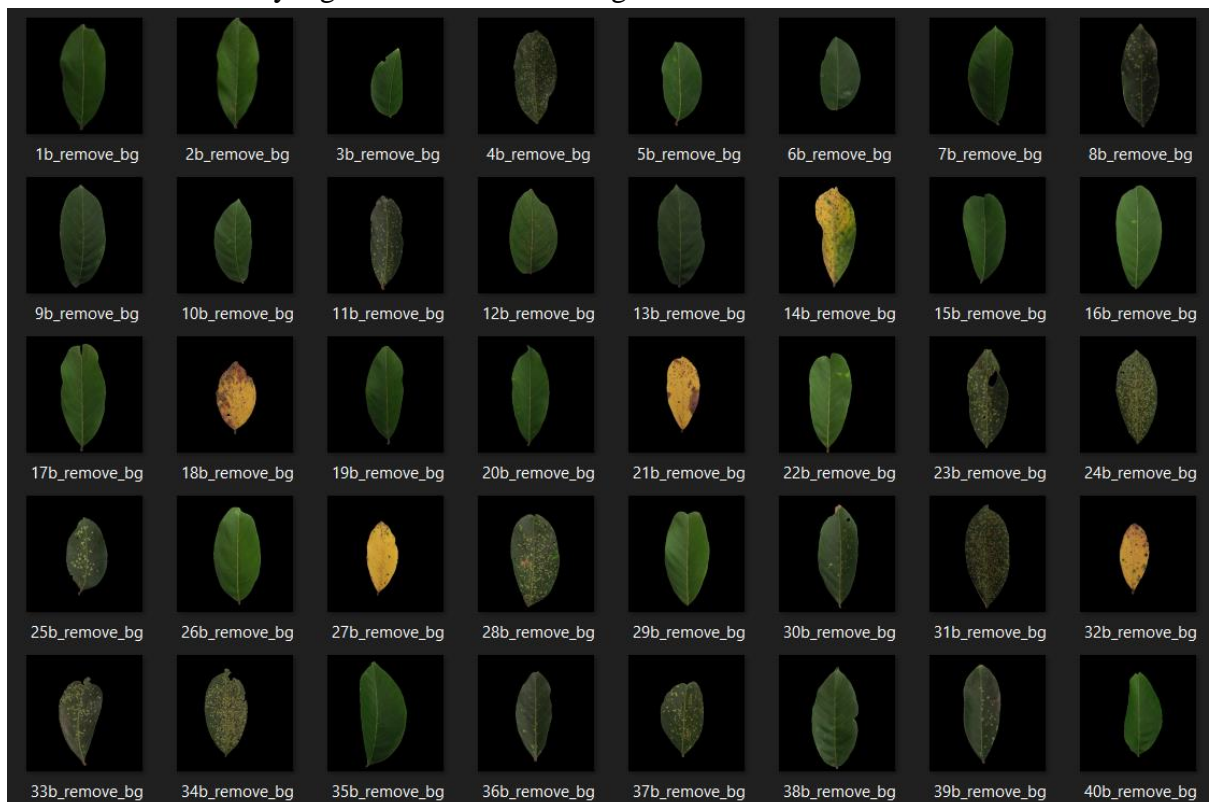 1b_remove_bg 2b_remove_bg 3b_remove_bg 4b_remove_bg 5b_remove_bg 6b_remove_bg 7b_remove_bg 8b_remove_bg
9b_remove_bg 10b_remove_bg 11b_remove_bg 12b_remove_bg 13b_remove_bg 14b_remove_bg 15b_remove_bg 16b_remove_bg
17b_remove_bg 18b_remove_bg 19b_remove_bg 20b_remove_bg 21b_remove_bg 22b_remove_bg 23b_remove_bg 24b_remove_bg
25b_remove_bg 26b_remove_bg 27b_remove_bg 28b_remove_bg 29b_remove_bg 30b_remove_bg 31b_remove_bg 32b_remove_bg
33b_remove_bg 34b_remove_bg 35b_remove_bg 36b_remove_bg 37b_remove_bg 38b_remove_bg 39b_remove_bg 40b_remove_bg